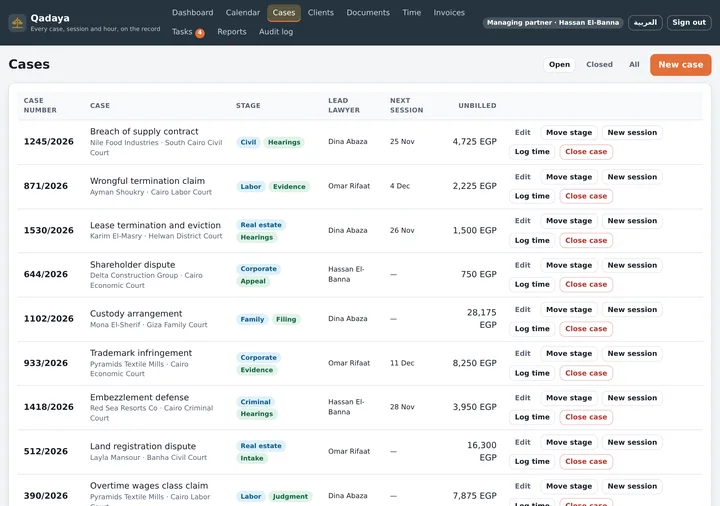 Qadaya
Every case, session and hour, on the record
Dashboard Calendar Cases Clients Documents Time Invoices
Tasks 4 Reports Audit log
Managing partner · Hassan El-Banna
العربية
Sign out
Cases
Open Closed All New case
CASE NUMBER CASE STAGE LEAD LAWYER NEXT SESSION UNBILLED
1245/2026
Breach of supply contract
Nile Food Industries · South Cairo Civil
Court
Civil Hearings
Dina Abaza
25 Nov
4,725 EGP
Edit Move stage New session
Log time Close case
871/2026
Wrongful termination claim
Ayman Shoukry · Cairo Labor Court
Labor Evidence
Omar Rifaat
4 Dec
2,225 EGP
Edit Move stage New session
Log time Close case
1530/2026
Lease termination and eviction
Karim El-Masry · Helwan District Court
Real estate
Hearings
Dina Abaza
26 Nov
1,500 EGP
Edit Move stage New session
Log time Close case
644/2026
Shareholder dispute
Delta Construction Group · Cairo
Economic Court
Corporate
Appeal
Hassan El-
Banna
—
750 EGP
Edit Move stage New session
Log time Close case
1102/2026
Custody arrangement
Mona El-Sherif · Giza Family Court
Family Filing
Dina Abaza
—
28,175
EGP
Edit Move stage New session
Log time Close case
933/2026
Trademark infringement
Pyramids Textile Mills · Cairo
Economic Court
Corporate
Evidence
Omar Rifaat
11 Dec
8,250 EGP
Edit Move stage New session
Log time Close case
1418/2026
Embezzlement defense
Red Sea Resorts Co · Cairo Criminal
Court
Criminal
Hearings
Hassan El-
Banna
28 Nov
3,950 EGP
Edit Move stage New session
Log time Close case
512/2026
Land registration dispute
Layla Mansour · Banha Civil Court
Real estate
Intake
Omar Rifaat
—
16,300
EGP
Edit Move stage New session
Log time Close case
390/2026
Overtime wages class claim
Pyramids Textile Mills · Cairo Labor
Court
Labor Judgment
Dina Abaza
—
7,875 EGP
Edit Move stage New session
Log time Close case